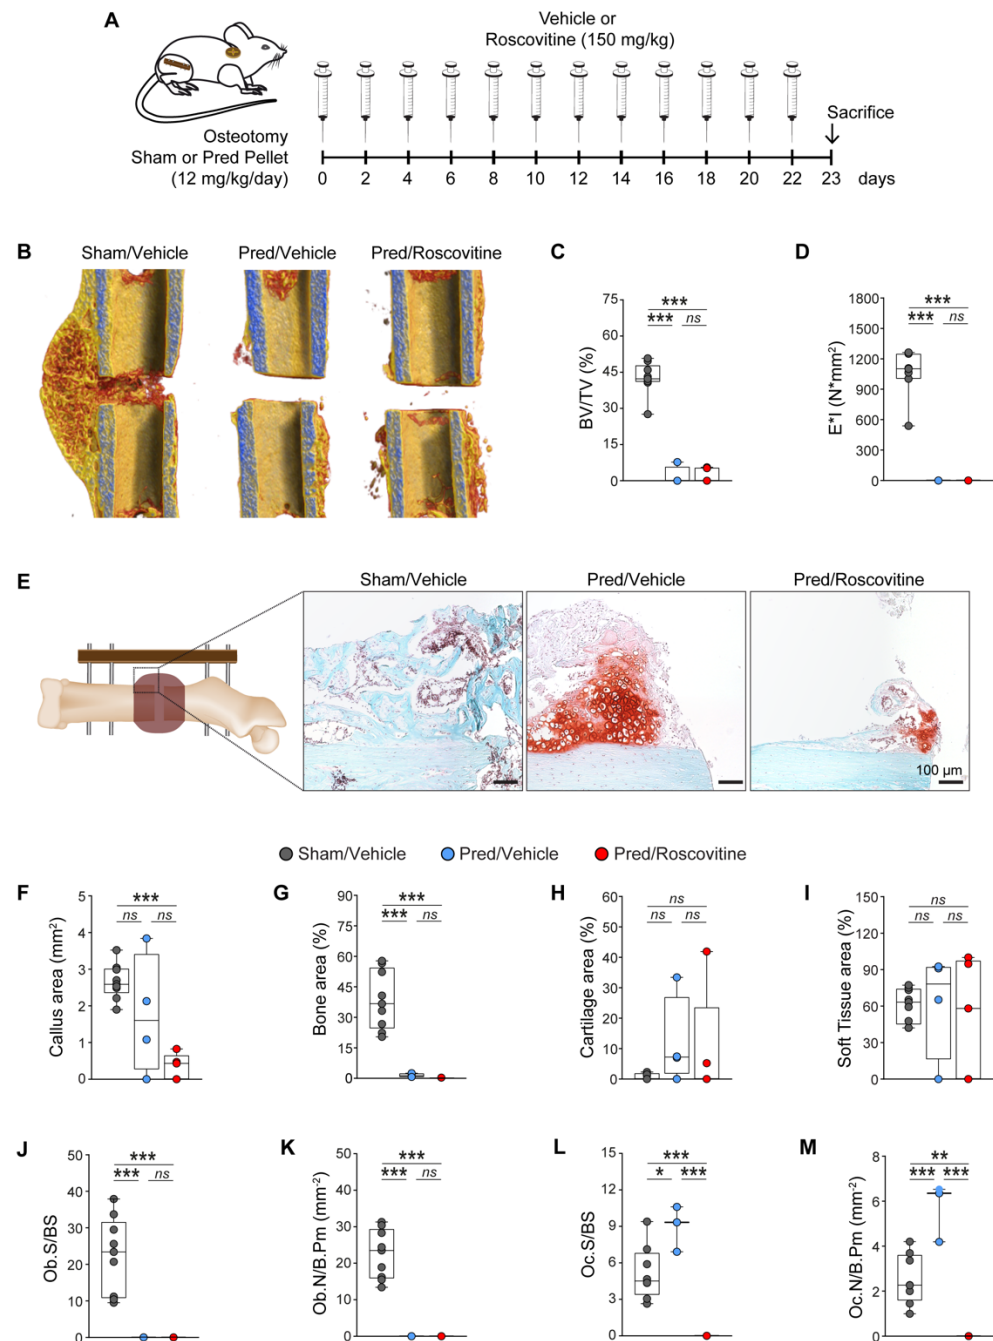 A
Vehicle or
Roscovitine (150 mg/kg)
Sacrifice
Osteotomy
Sham or Pred Pellet
(12 mg/kg/day)
0 2 4 6 8 10 12 14 16 18 20 22 23 days
B
Sham/Vehicle
Pred/Vehicle
Pred/Roscovitine
C
BV/TV (%)
75
45
30
15
0
***
*** ns
D
E*I (N*mm²)
1800
1500
1200
900
600
300
0
***
*** ns
E
Sham/Vehicle
Pred/Vehicle
Pred/Roscovitine
100 µm
Sham/Vehicle
Pred/Vehicle
Pred/Roscovitine
F
Callus area (mm²)
5
4
3
2
1
0
***
ns ns
G
Bone area (%)
90
75
60
45
30
15
0
***
*** ns
H
Cartilage area (%)
60
50
40
30
20
10
0
ns
ns ns
I
Soft Tissue area (%)
150
120
90
60
30
0
ns
ns ns
J
Ob.S/BS
50
40
30
20
10
0
***
*** ns
K
Ob.N/B.Pm (mm⁻²)
50
40
30
20
10
0
***
*** ns
L
Oc.S/BS
15
12
9
6
3
0
***
* ***
M
Oc.N/B.Pm (mm⁻²)
8
6
4
2
0
**
*** ***